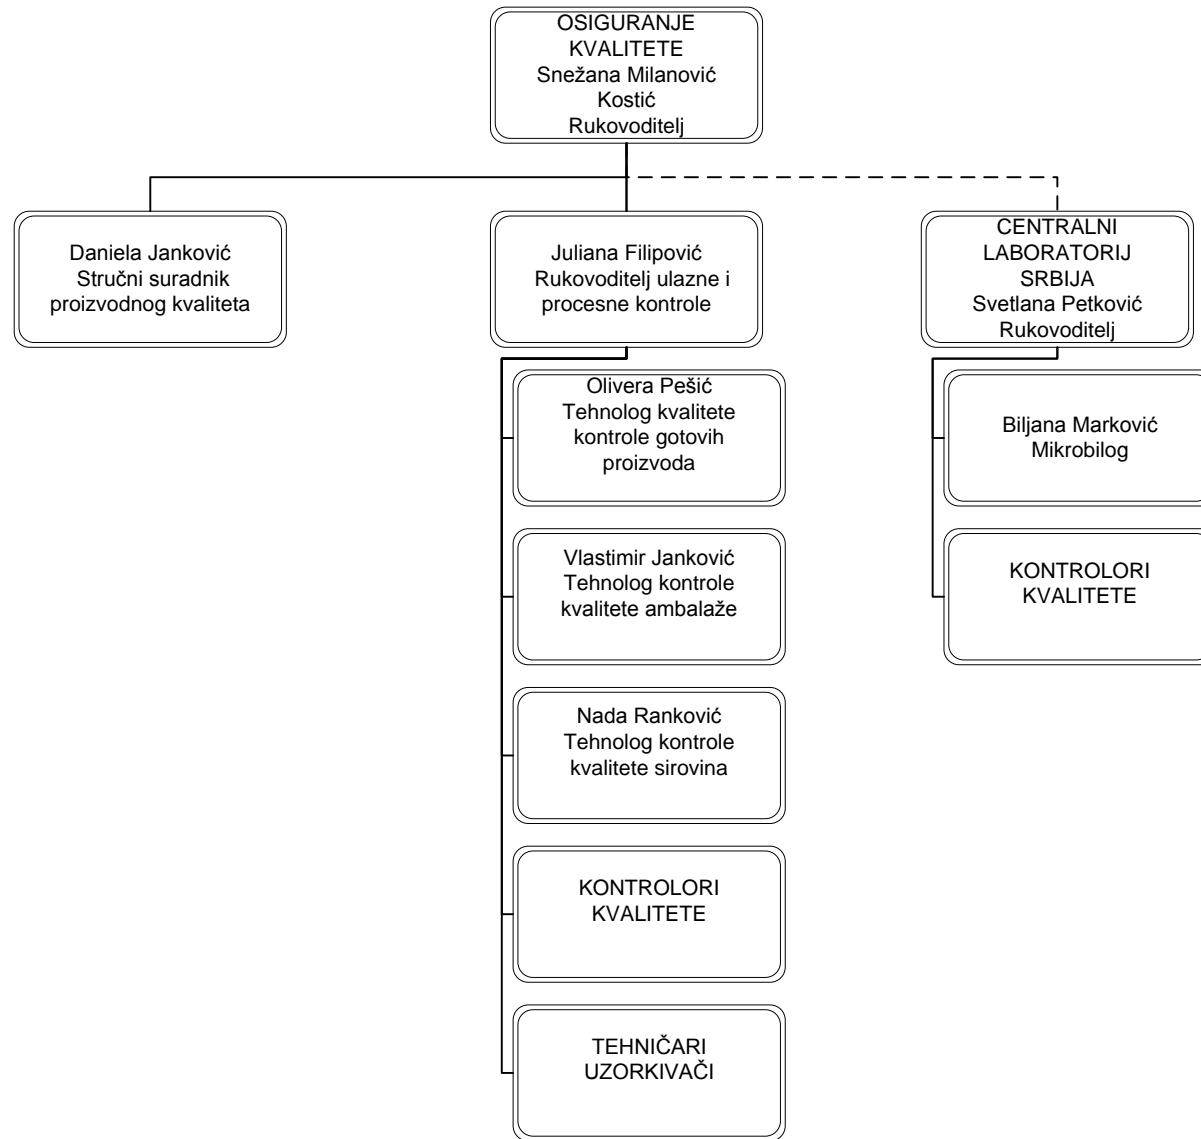 OSIGURANJE
KVALITETE
Snežana Milanović
Kostić
Rukovoditelj
Daniela Janković
Stručni suradnik
proizvodnog kvaliteta
Juliana Filipović
Rukovoditelj ulazne i
procesne kontrole
CENTRALNI
LABORATORIJ
SRBIJA
Svetlana Petković
Rukovoditelj
Olivera Pešić
Tehnolog kvalitete
kontrole gotovih
proizvoda
Vlastimir Janković
Tehnolog kontrole
kvalitete ambalaže
Nada Ranković
Tehnolog kontrole
kvalitete sirovina
KONTROLORI
KVALITETE
TEHNIČARI
UZORKIVAČI
Biljana Marković
Mikrobilog
KONTROLORI
KVALITETE